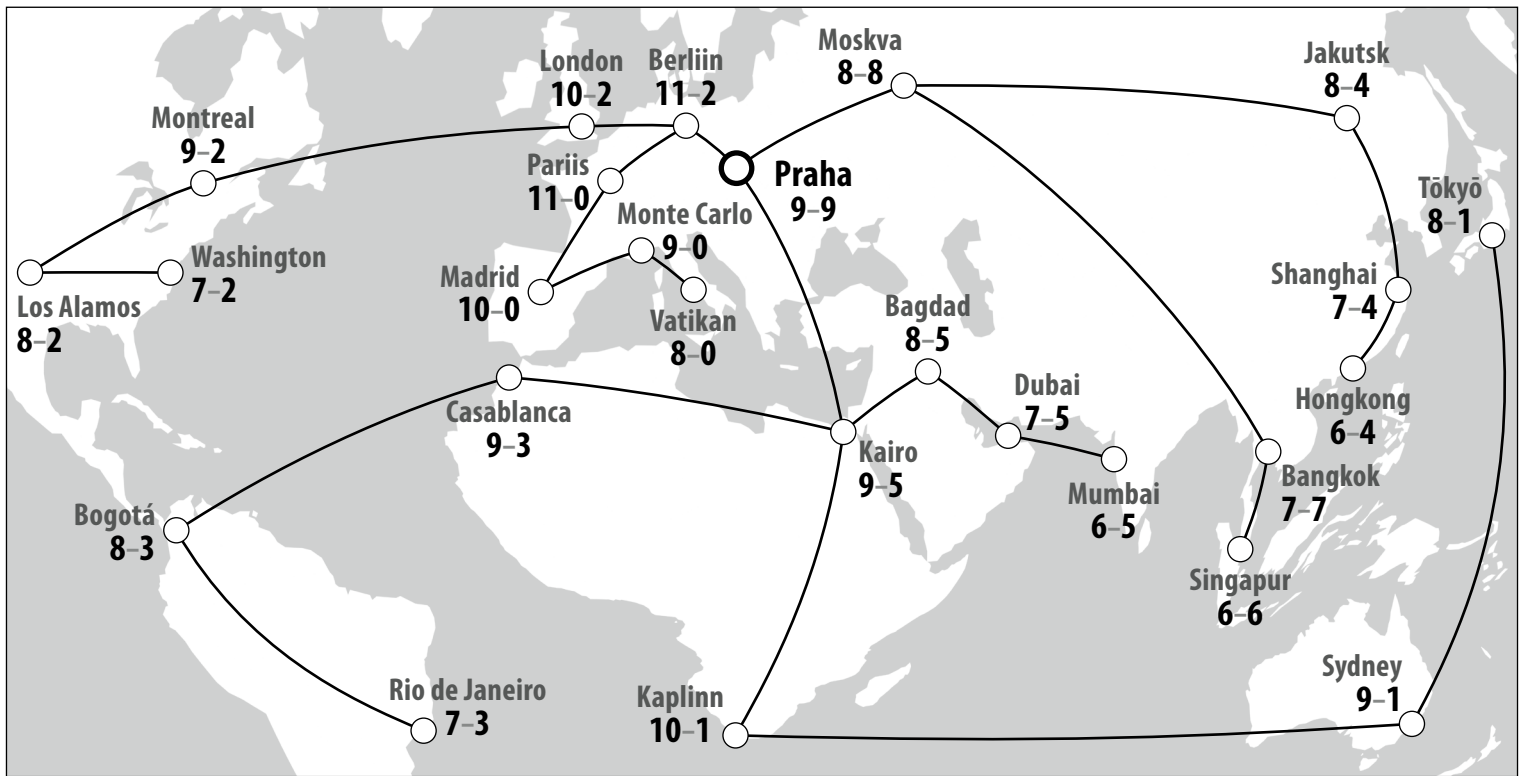 Moskva
8–8
Jakutsk
8–4
London
10–2
Berliin
11–2
Montreal
9–2
Pariis
11–0
Praha
9–9
Tōkyō
8–1
Monte Carlo
9–0
Washington
7–2
Madrid
10–0
Shanghai
7–4
Los Alamos
8–2
Vatikan
8–0
Bagdad
8–5
Dubai
7–5
Hongkong
6–4
Casablanca
9–3
Kairo
9–5
Mumbai
6–5
Bangkok
7–7
Bogotá
8–3
Singapur
6–6
Rio de Janeiro
7–3
Kaplinn
10–1
Sydney
9–1